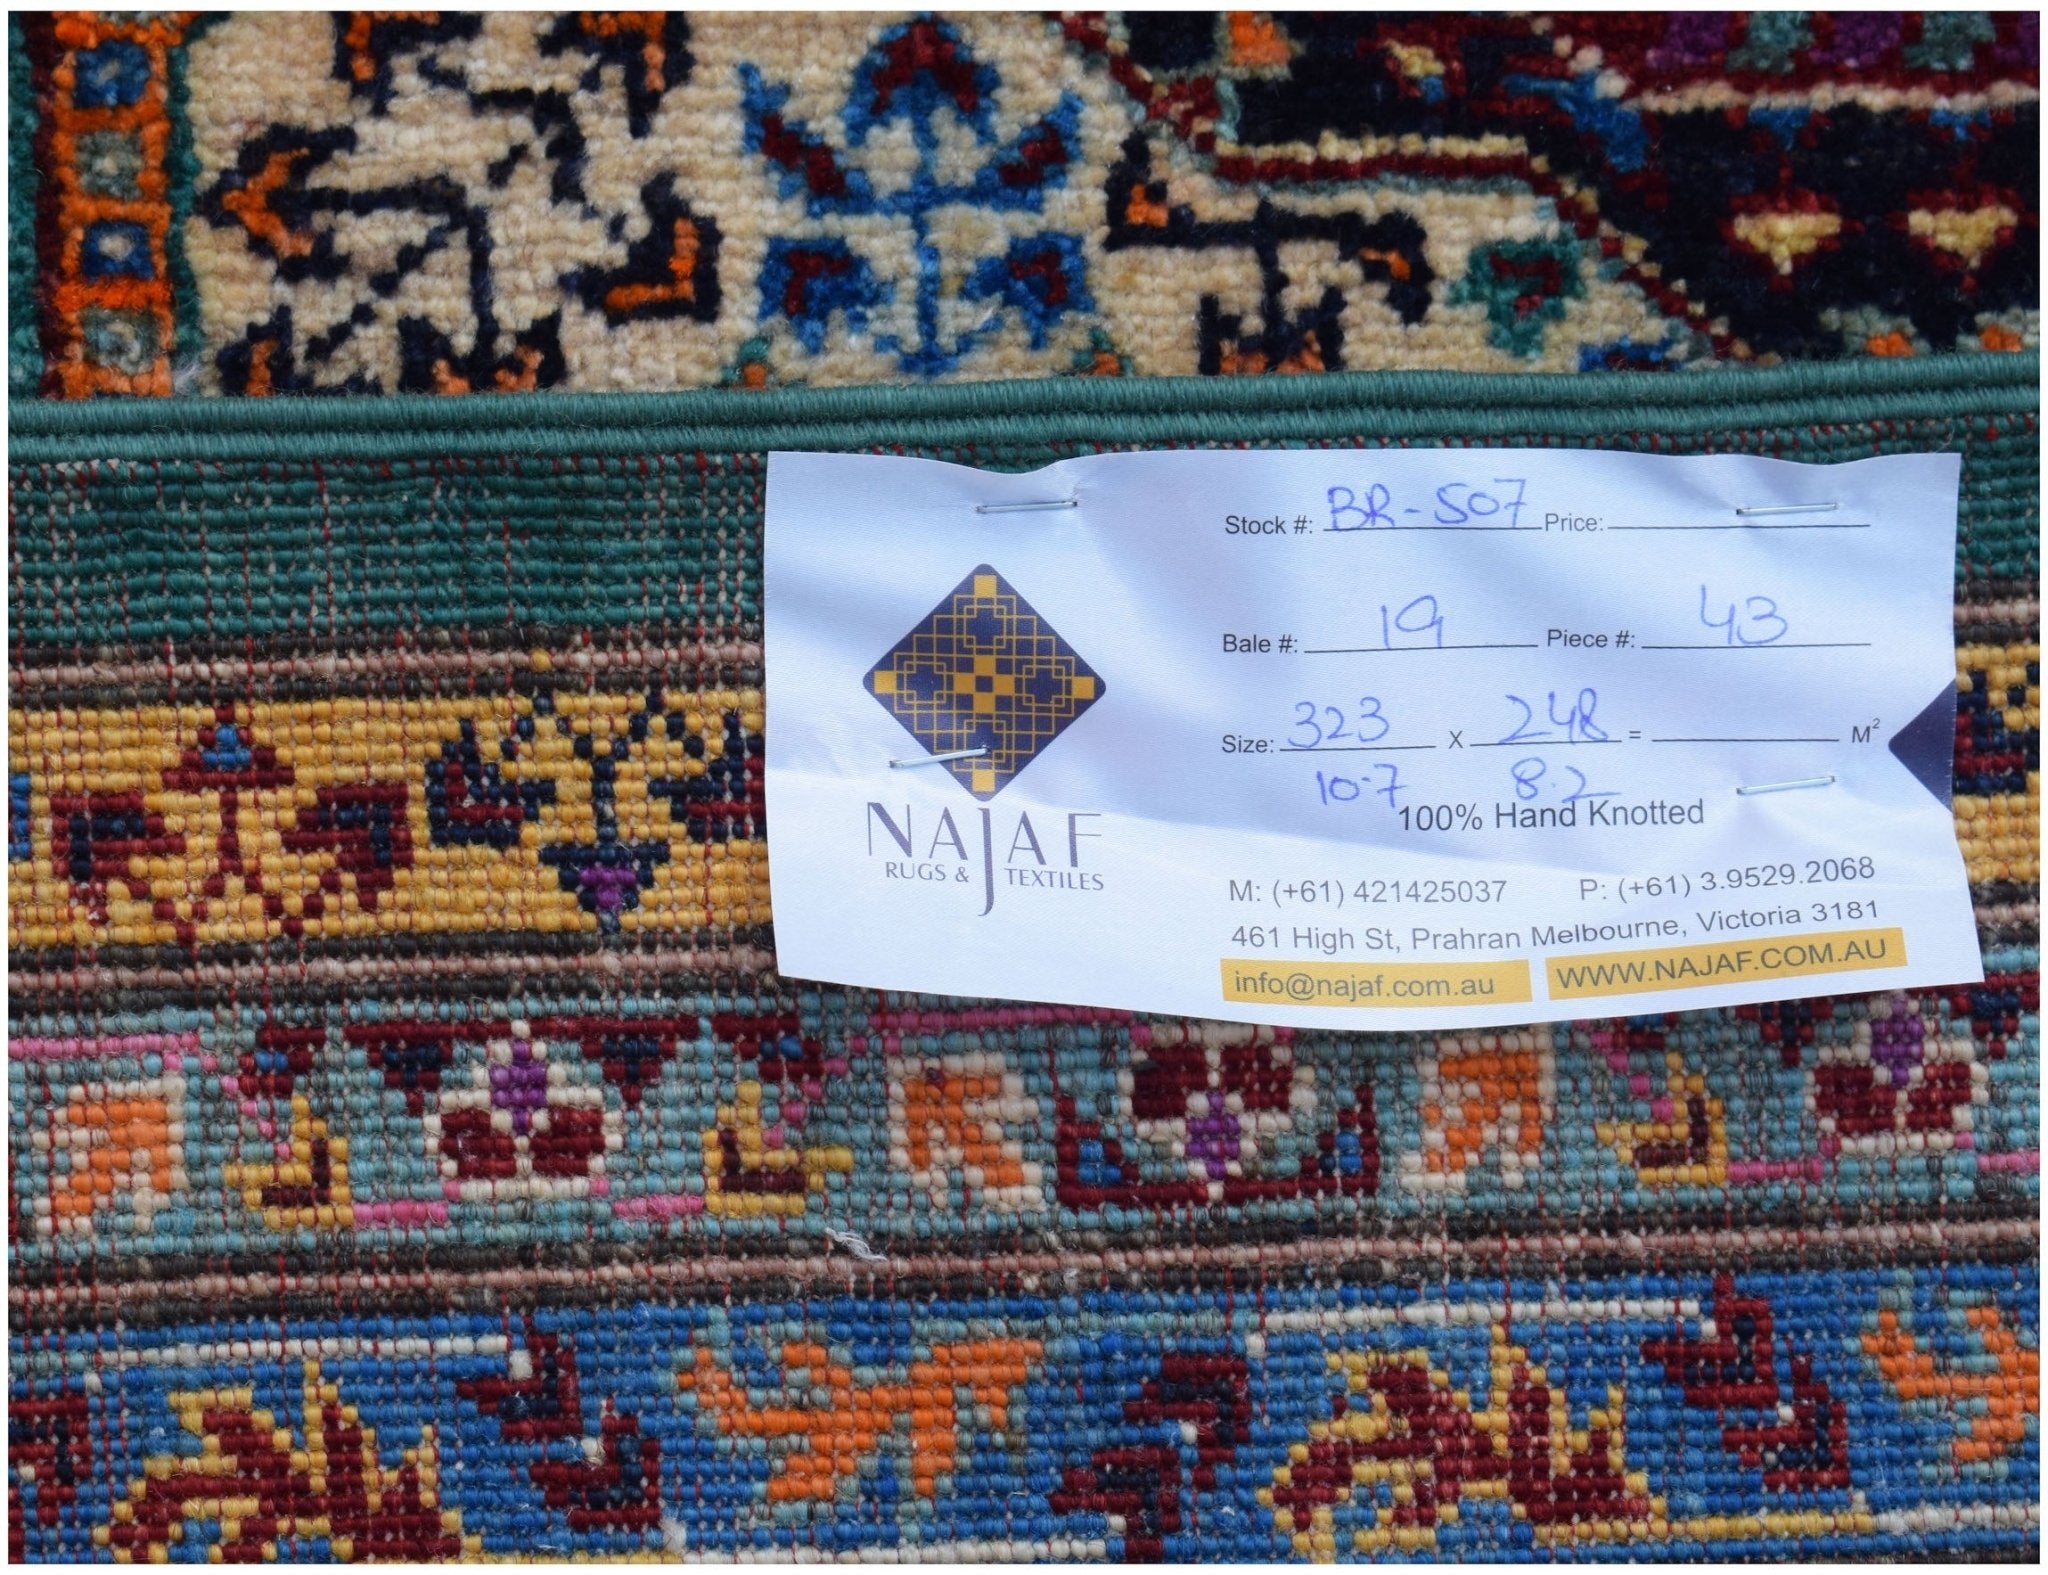 Stock #: BR-507 Price:
Bale #: 19 Piece #: 43
Size: 323 X 248 = M²
10.7 8.2
100% Hand Knotted
NAJAF
RUGS & TEXTILES
M: (+61) 421425037 P: (+61) 3.9529.2068
461 High St, Prahran Melbourne, Victoria 3181
info@najaf.com.au WWW.NAJAF.COM.AU